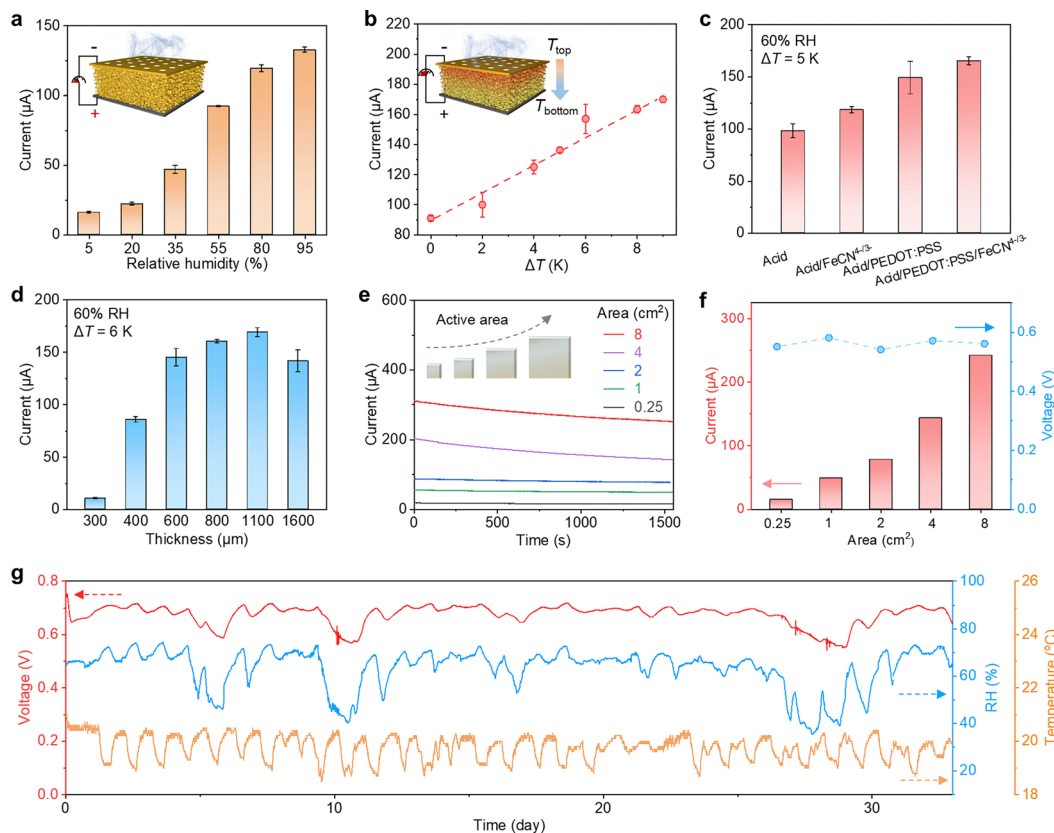 a
Current (µA)
150
100
50
0
5 20 35 55 80 95
Relative humidity (%)
-
+
b
Current (µA)
220
200
180
160
140
120
100
80
0 2 4 6 8
ΔT (K)
-
+
T_top
T_bottom
c
60% RH
ΔT = 5 K
Current (µA)
200
150
100
50
0
Acid
Acid/FeCN⁴⁻/³⁻
Acid/PEDOT:PSS
Acid/PEDOT:PSS/FeCN⁴⁻/³⁻
d
60% RH
ΔT = 6 K
Current (µA)
200
150
100
50
0
300 400 600 800 1100 1600
Thickness (µm)
e
Active area
Area (cm²)
8
4
2
1
0.25
Current (µA)
600
400
200
0
0 500 1000 1500
Time (s)
f
Current (µA)
300
200
100
0
Voltage (V)
0.6
0.4
0.2
0.0
0.25 1 2 4 8
Area (cm²)
g
Voltage (V)
0.8
0.6
0.4
0.2
0.0
RH (%)
100
80
60
40
20
Temperature (ºC)
26
25
24
23
22
21
20
19
18
0 10 20 30
Time (day)